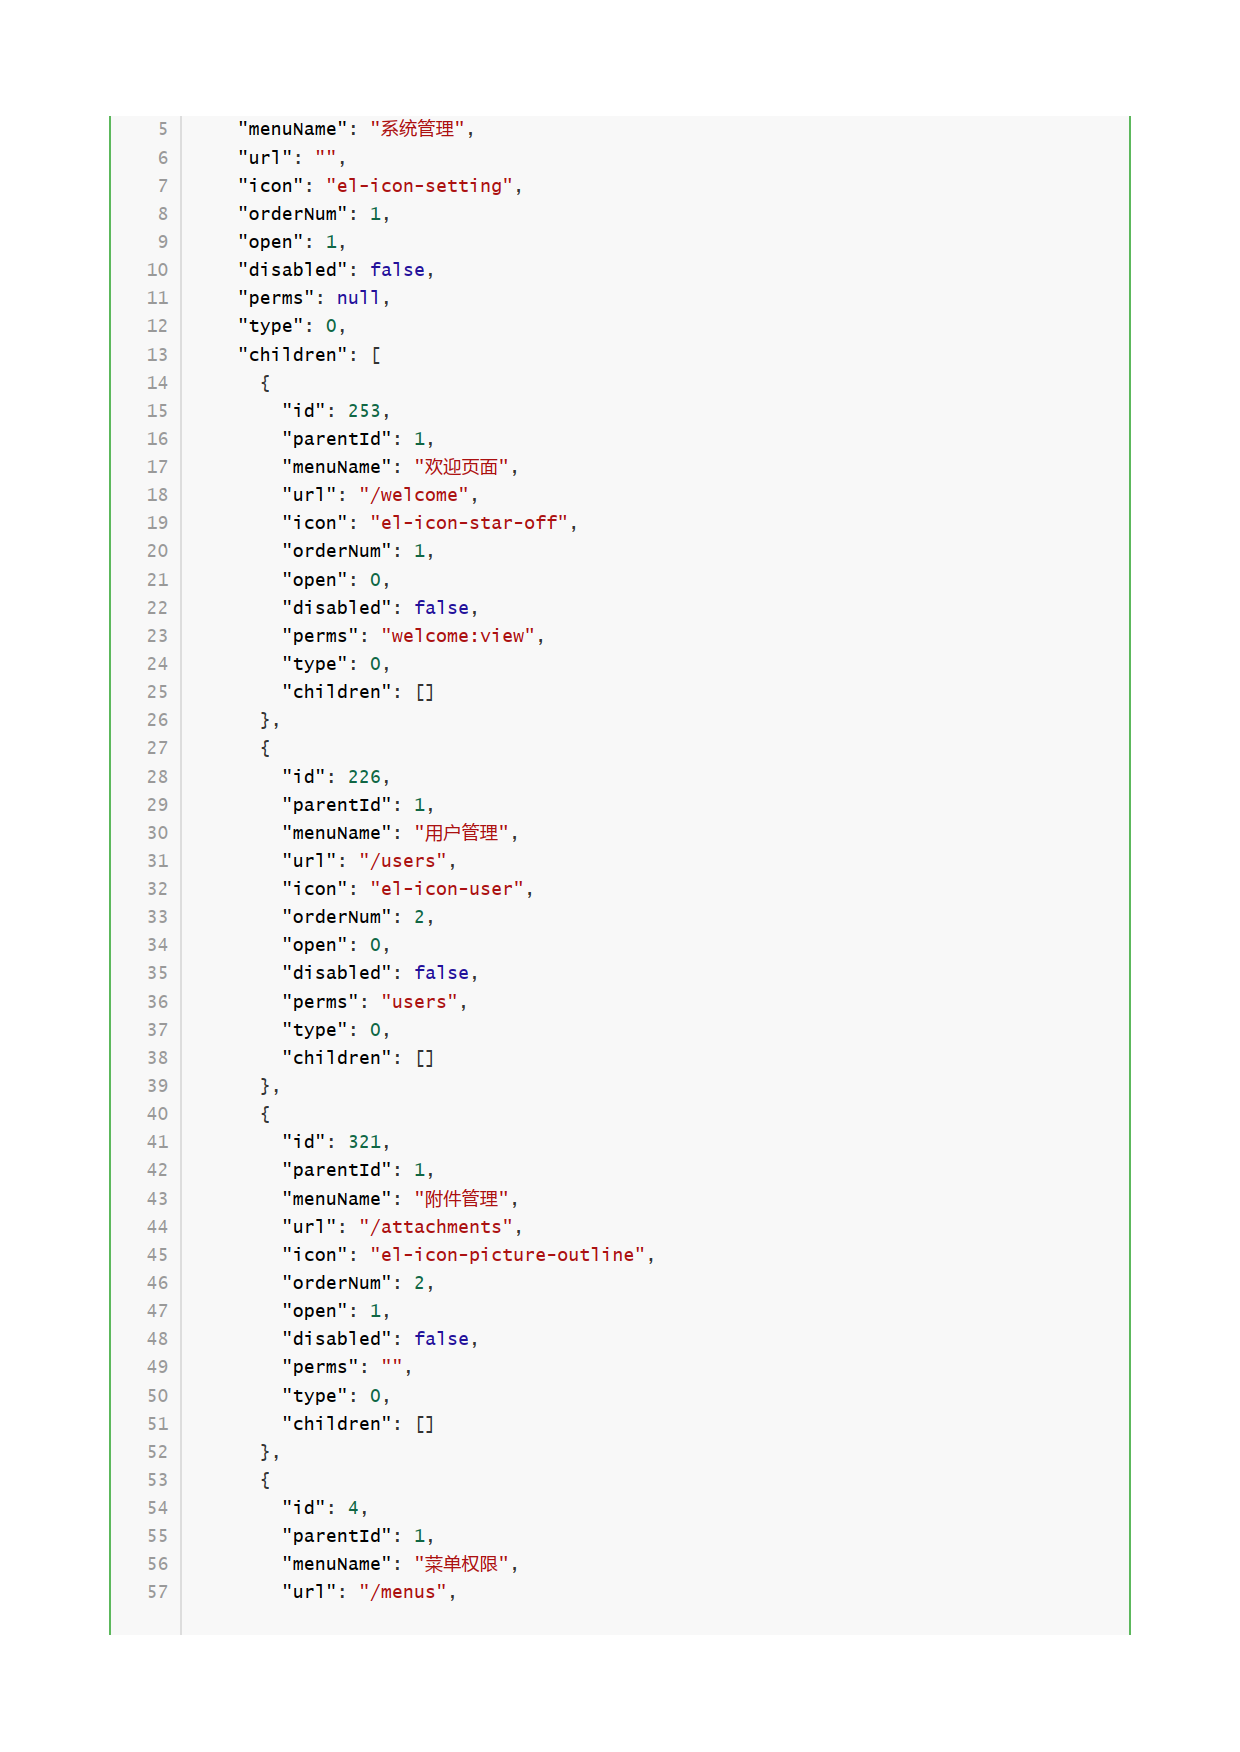 5 "menuName": "系统管理",
6 "url": "",
7 "icon": "el-icon-setting",
8 "orderNum": 1,
9 "open": 1,
10 "disabled": false,
11 "perms": null,
12 "type": 0,
13 "children": [
14 {
15 "id": 253,
16 "parentId": 1,
17 "menuName": "欢迎页面",
18 "url": "/welcome",
19 "icon": "el-icon-star-off",
20 "orderNum": 1,
21 "open": 0,
22 "disabled": false,
23 "perms": "welcome:view",
24 "type": 0,
25 "children": []
26 },
27 {
28 "id": 226,
29 "parentId": 1,
30 "menuName": "用户管理",
31 "url": "/users",
32 "icon": "el-icon-user",
33 "orderNum": 2,
34 "open": 0,
35 "disabled": false,
36 "perms": "users",
37 "type": 0,
38 "children": []
39 },
40 {
41 "id": 321,
42 "parentId": 1,
43 "menuName": "附件管理",
44 "url": "/attachments",
45 "icon": "el-icon-picture-outline",
46 "orderNum": 2,
47 "open": 1,
48 "disabled": false,
49 "perms": "",
50 "type": 0,
51 "children": []
52 },
53 {
54 "id": 4,
55 "parentId": 1,
56 "menuName": "菜单权限",
57 "url": "/menus",